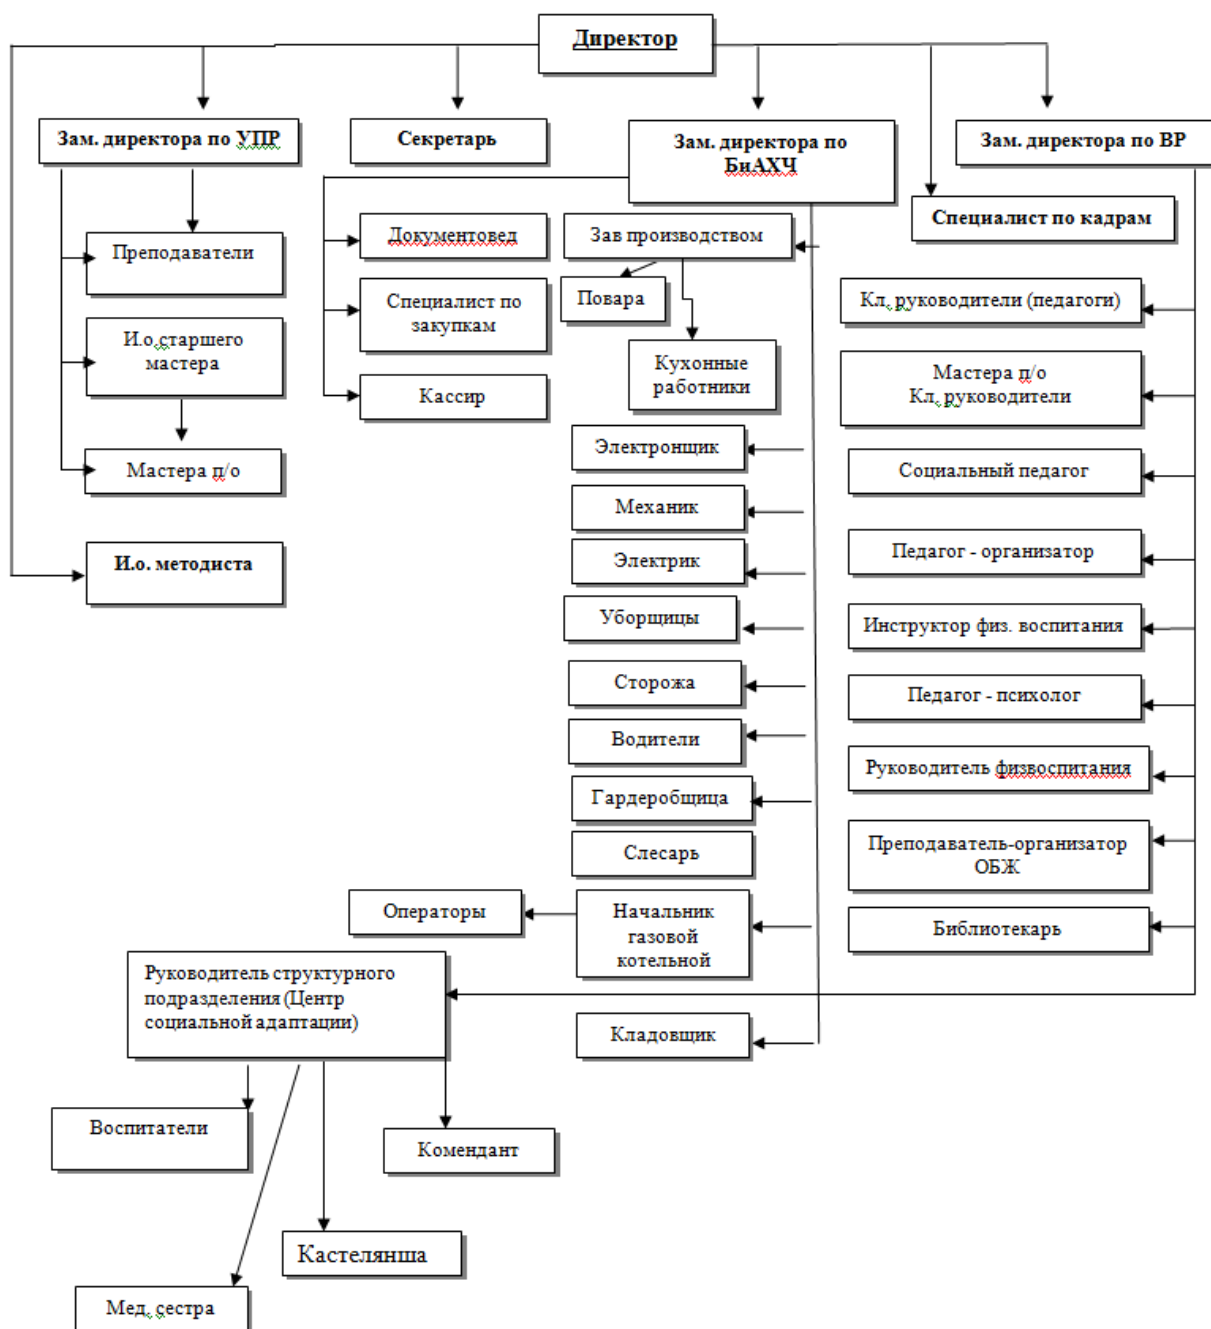 Директор
Зам. директора по УПР
Секретарь
Зам. директора по
БиАХЧ
Зам. директора по ВР
Специалист по кадрам
Преподаватели
И.о.старшего
мастера
Мастера п/о
И.о. методиста
Документовед
Специалист по
закупкам
Кассир
Зав производством
Повара
Кухонные
работники
Электронщик
Механик
Электрик
Уборщицы
Сторожа
Водители
Гардеробщица
Слесарь
Начальник
газовой
котельной
Операторы
Кладовщик
Кл. руководители (педагоги)
Мастера п/о
Кл. руководители
Социальный педагог
Педагог - организатор
Инструктор физ. воспитания
Педагог - психолог
Руководитель физвоспитания
Преподаватель-организатор
ОБЖ
Библиотекарь
Руководитель структурного
подразделения (Центр
социальной адаптации)
Воспитатели
Комендант
Кастелянша
Мед. сестра